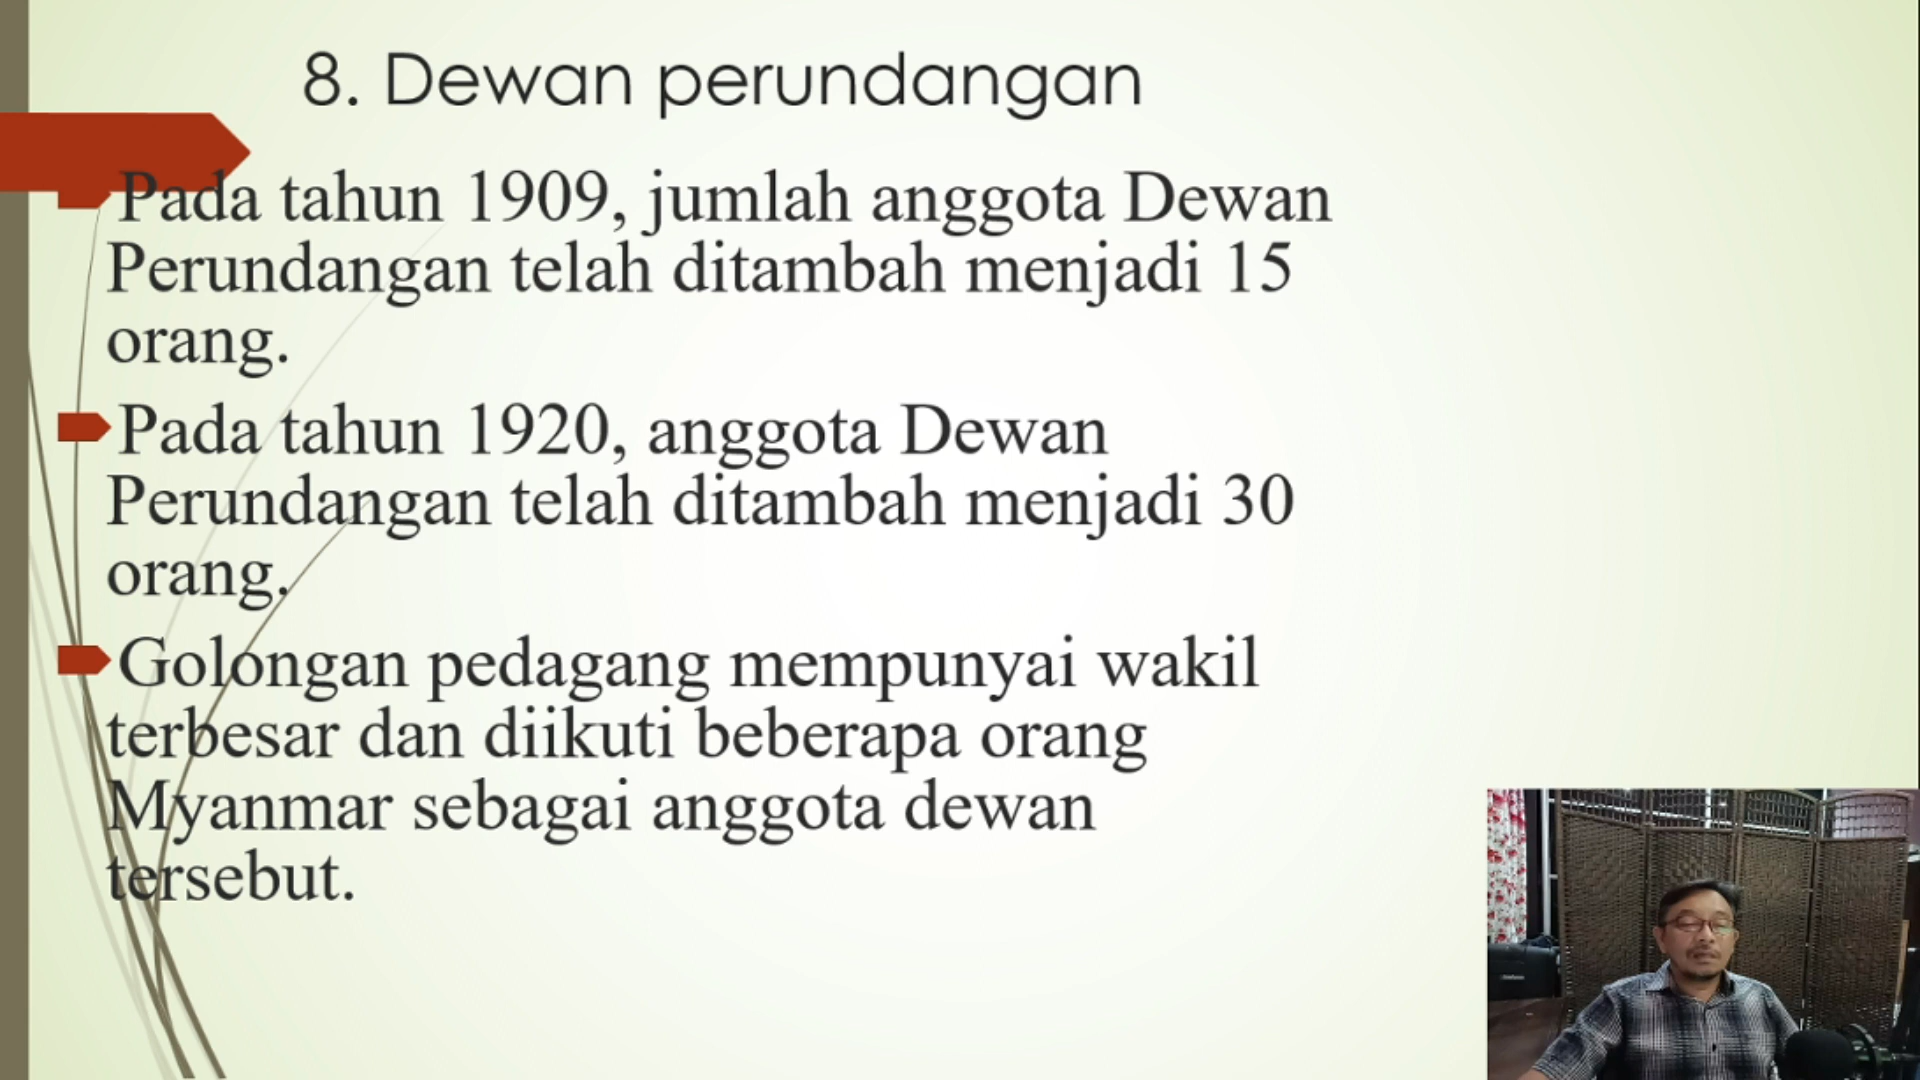 8. Dewan perundangan
Pada tahun 1909, jumlah anggota Dewan
Perundangan telah ditambah menjadi 15
orang.
Pada tahun 1920, anggota Dewan
Perundangan telah ditambah menjadi 30
orang.
Golongan pedagang mempunyai wakil
terbesar dan diikuti beberapa orang
Myanmar sebagai anggota dewan
tersebut.